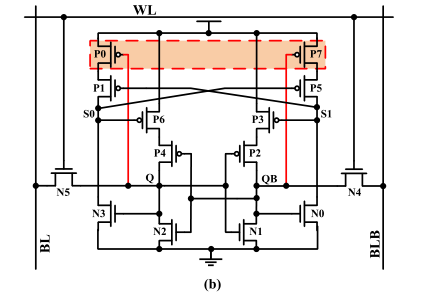 WL
P0 P7
P1 P5
S0 P6 P3 S1
P4 P2
N5 Q QB N4
N3 N2 N1 N0
BL BLB
(b)